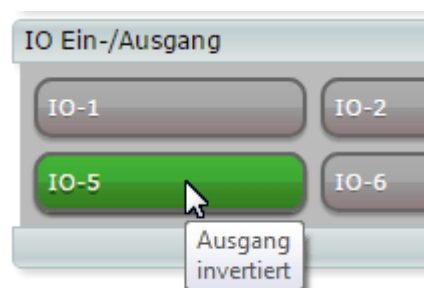 IO Ein-/Ausgang
IO-1
IO-2
IO-5
IO-6
Ausgang
invertiert